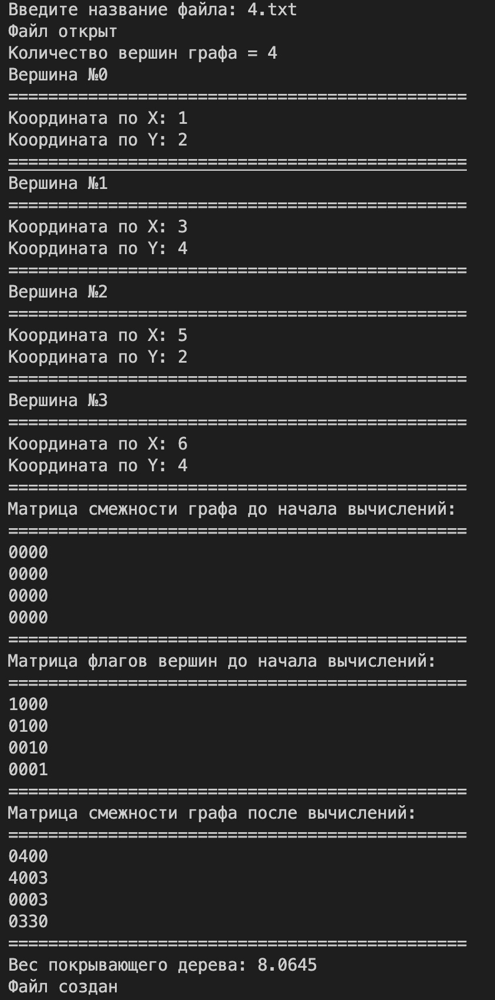 Введите название файла: 4.txt
Файл открыт
Количество вершин графа = 4
Вершина №0
==============================================
Координата по X: 1
Координата по Y: 2
==============================================
Вершина №1
==============================================
Координата по X: 3
Координата по Y: 4
==============================================
Вершина №2
==============================================
Координата по X: 5
Координата по Y: 2
==============================================
Вершина №3
==============================================
Координата по X: 6
Координата по Y: 4
==============================================
Матрица смежности графа до начала вычислений:
==============================================
0000
0000
0000
0000
==============================================
Матрица флагов вершин до начала вычислений:
==============================================
1000
0100
0010
0001
==============================================
Матрица смежности графа после вычислений:
==============================================
0400
4003
0003
0330
==============================================
Вес покрывающего дерева: 8.0645
Файл создан